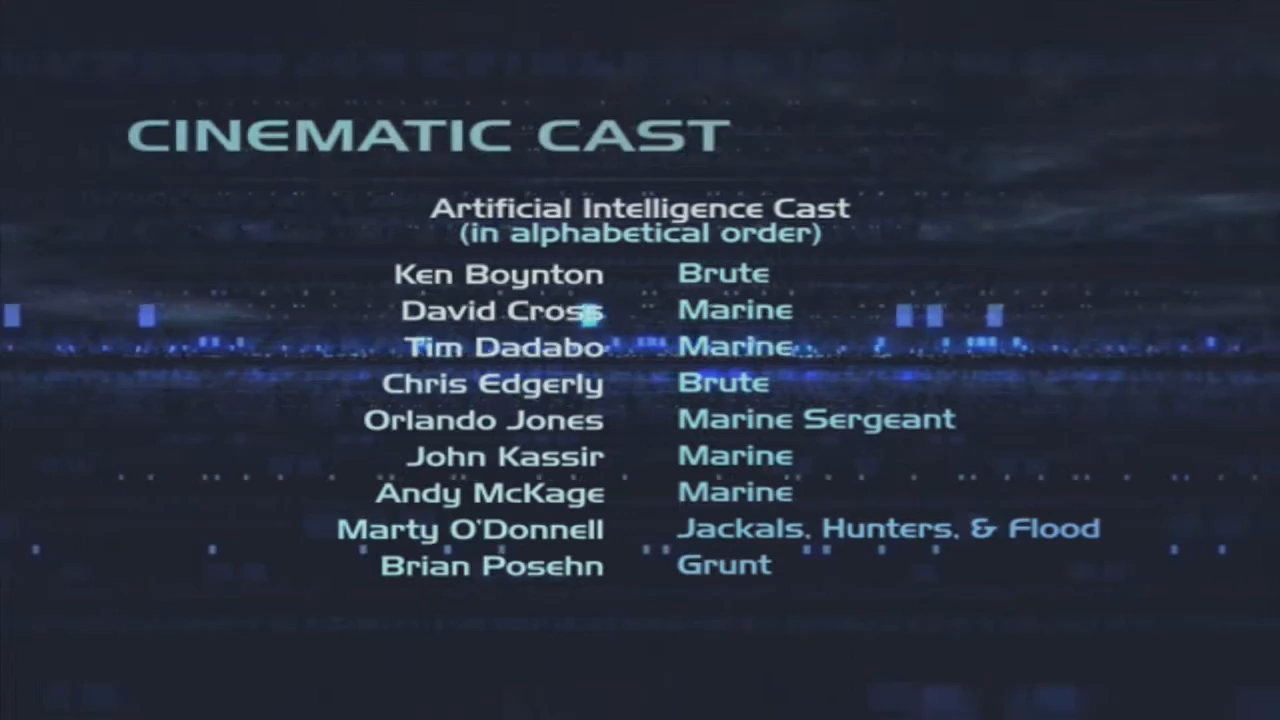 CINEMATIC CAST
Artificial Intelligence Cast
(in alphabetical order)
Ken Boynton Brute
David Cross Marine
Tim Dadabo Marine
Chris Edgerly Brute
Orlando Jones Marine Sergeant
John Kassir Marine
Andy McKage Marine
Marty O'Donnell Jackals, Hunters, & Flood
Brian Posehn Grunt